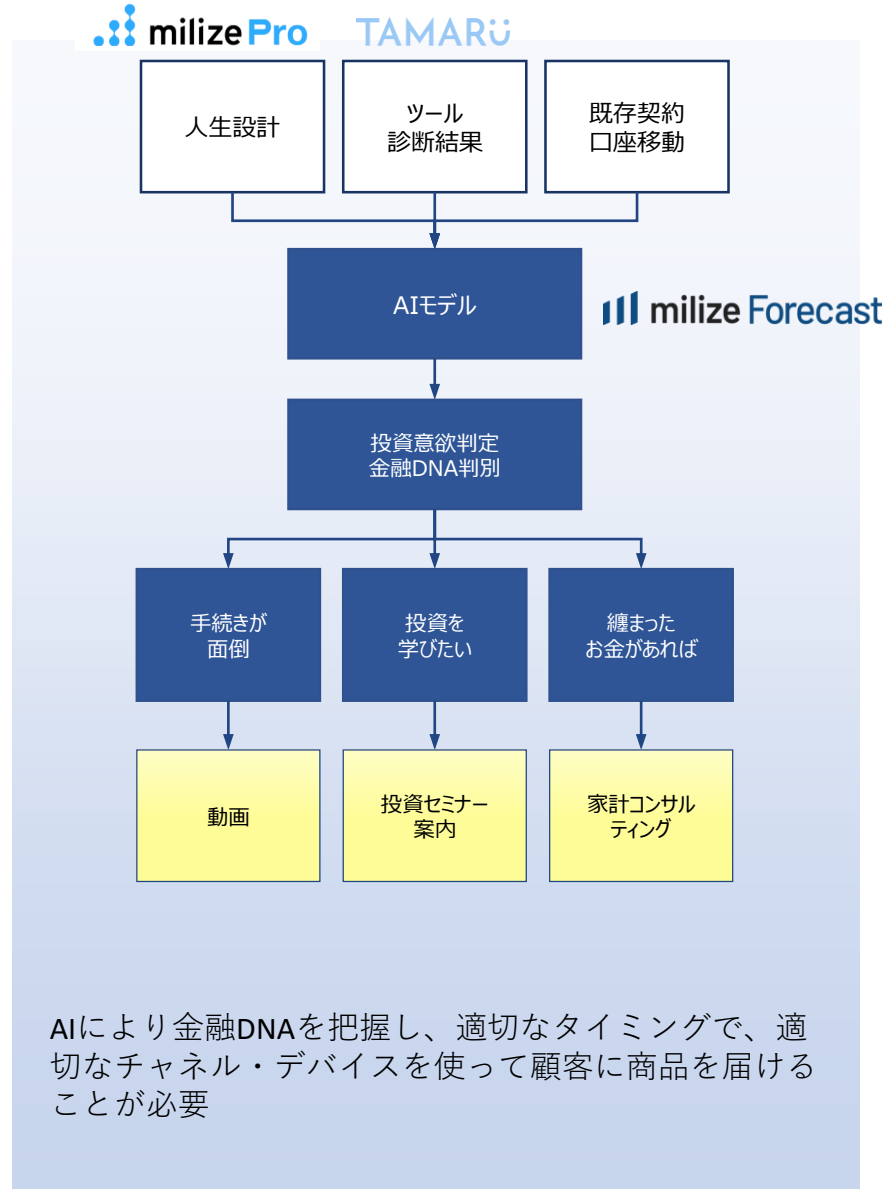 milize Pro TAMARÜ
人生設計
ツール
診断結果
既存契約
口座移動
AIモデル
milize Forecast
投資意欲判定
金融DNA判別
手続きが
面倒
投資を
学びたい
纏まった
お金があれば
動画
投資セミナー
案内
家計コンサル
ティング
AIにより金融DNAを把握し、適切なタイミングで、適
切なチャネル・デバイスを使って顧客に商品を届ける
ことが必要